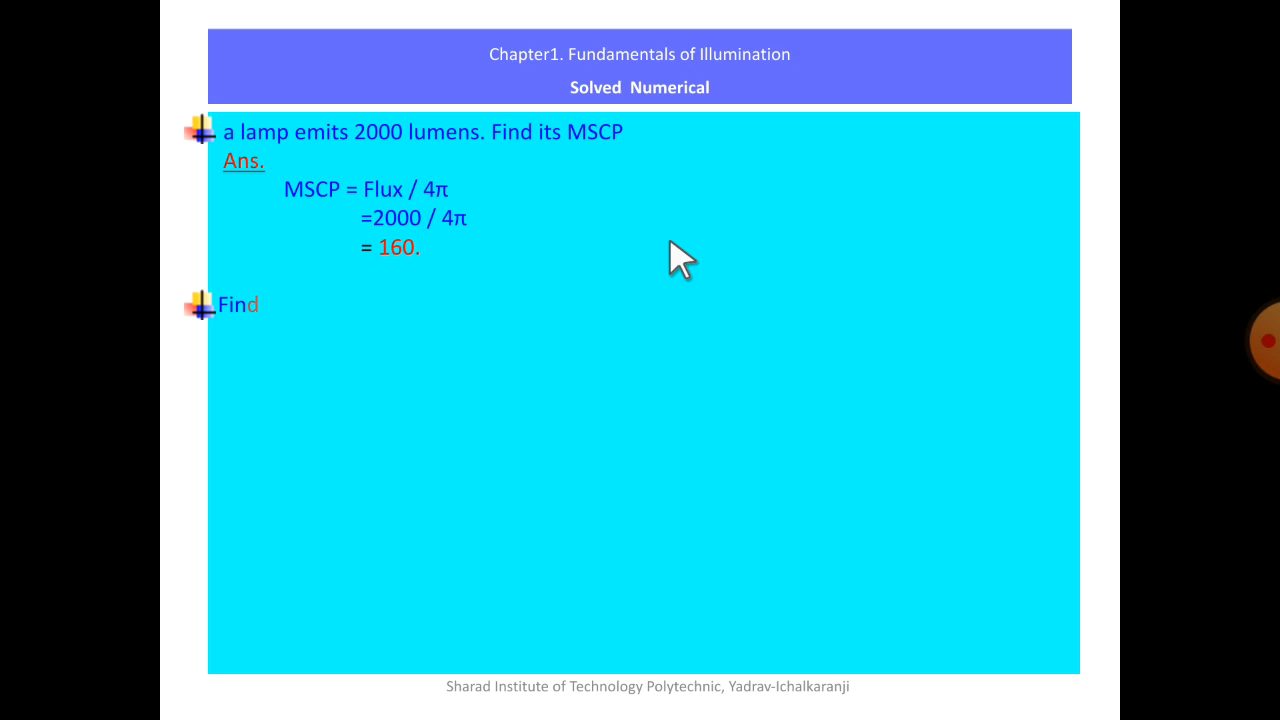 Chapter1. Fundamentals of Illumination
Solved Numerical
a lamp emits 2000 lumens. Find its MSCP
Ans.
MSCP = Flux / 4π
=2000 / 4π
= 160.
Find
Sharad Institute of Technology Polytechnic, Yadrav-Ichalkaranji